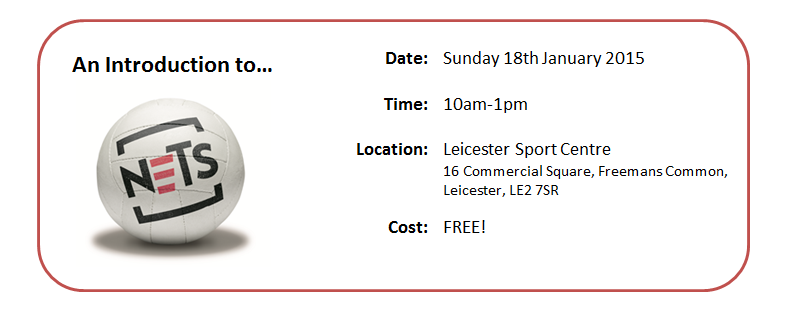 An Introduction to...
NETS
Date: Sunday 18th January 2015
Time: 10am-1pm
Location: Leicester Sport Centre
16 Commercial Square, Freemans Common,
Leicester, LE2 7SR
Cost: FREE!